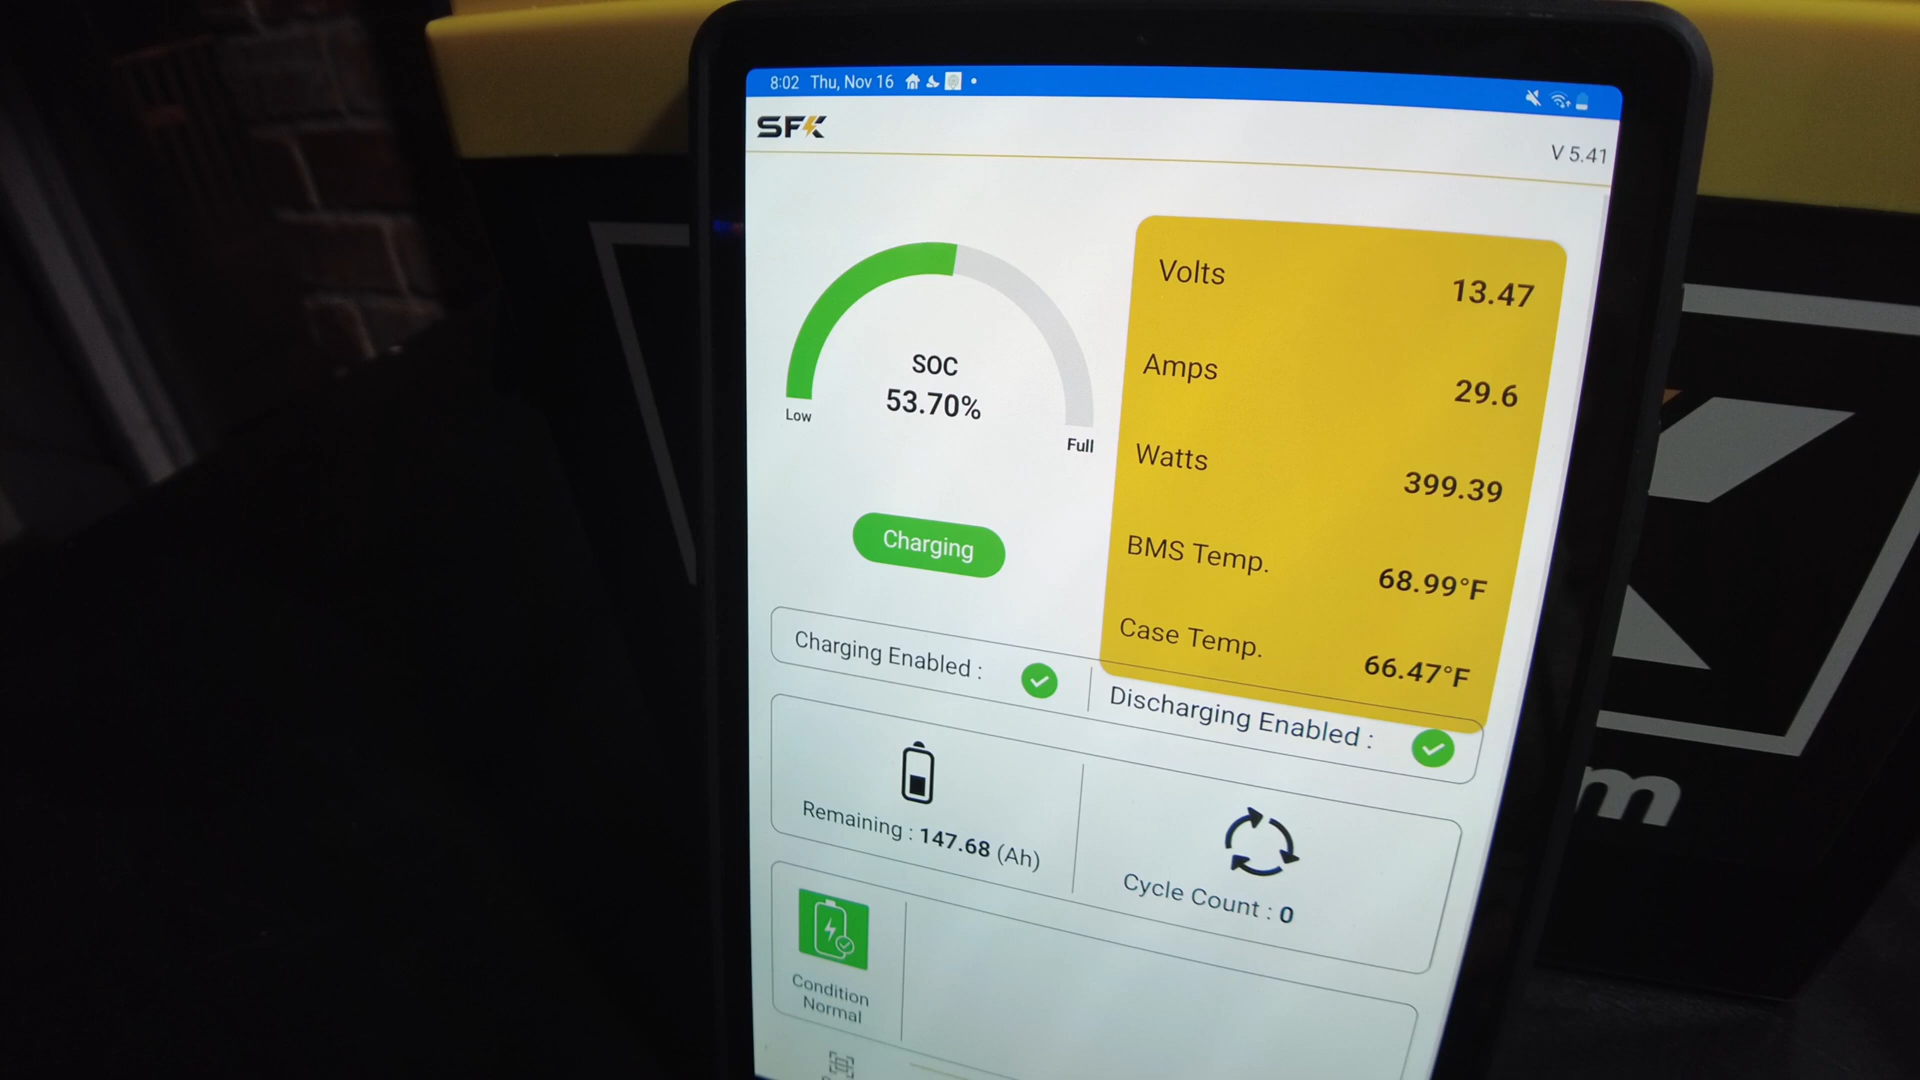 8:02 Thu, Nov 16
SFK
V 5.41
Volts 13.47
Amps 29.6
Watts 399.39
BMS Temp. 68.99°F
Case Temp. 66.47°F
SOC
53.70%
Low
Full
Charging
Charging Enabled :
Discharging Enabled :
Remaining : 147.68 (Ah)
Cycle Count : 0
Condition
Normal
m